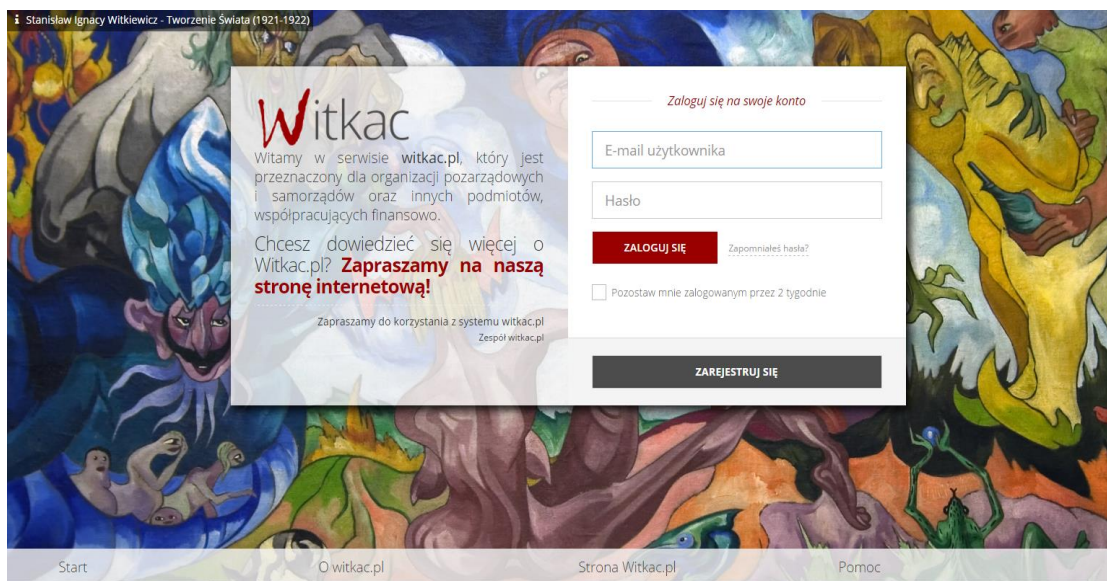 i Stanisław Ignacy Witkiewicz - Tworzenie Świata (1921-1922)
Witkac
Witamy w serwisie witkac.pl, który jest
przeznaczony dla organizacji pozarządowych
i samorządów oraz innych podmiotów,
współpracujących finansowo.
Chcesz dowiedzieć się więcej o
Witkac.pl? Zapraszamy na naszą
stronę internetową!
Zapraszamy do korzystania z systemu witkac.pl
Zespół witkac.pl
Zaloguj się na swoje konto
E-mail użytkownika
Hasło
ZALOGUJ SIĘ Zapomniałeś hasła?
Pozostaw mnie zalogowanym przez 2 tygodnie
ZAREJESTRUJ SIĘ
Start O witkac.pl Strona Witkac.pl Pomoc